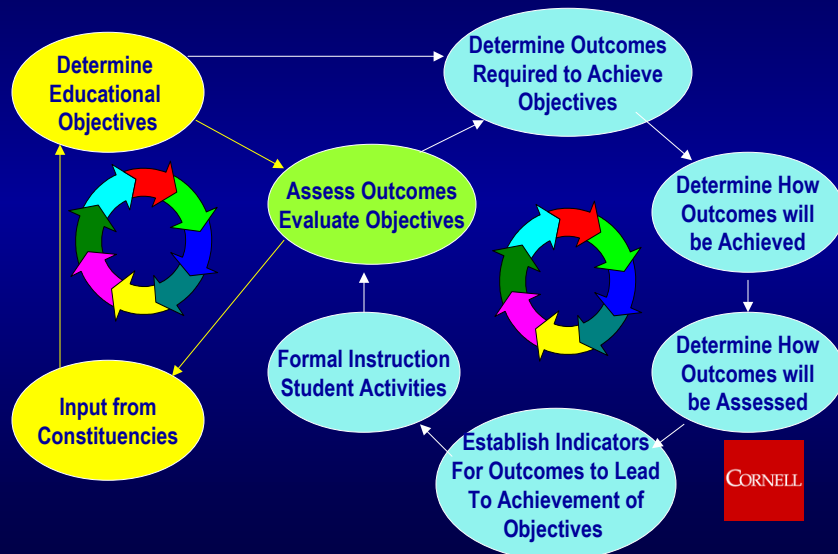 Determine
Educational
Objectives
Determine Outcomes
Required to Achieve
Objectives
Assess Outcomes
Evaluate Objectives
Determine How
Outcomes will
be Achieved
Formal Instruction
Student Activities
Determine How
Outcomes will
be Assessed
Input from
Constituencies
Establish Indicators
For Outcomes to Lead
To Achievement of
Objectives
CORNELL